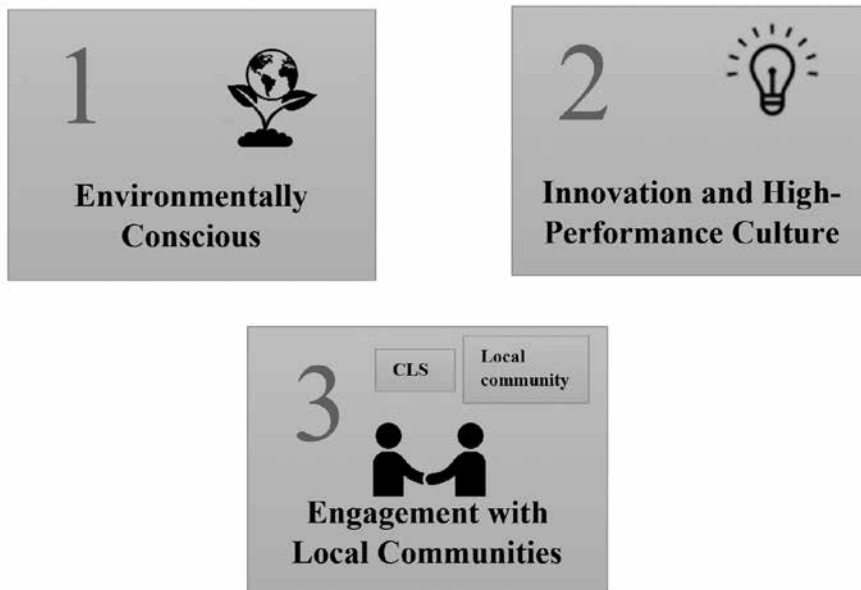 1
Environmentally
Conscious
2
Innovation and High-
Performance Culture
3
CLS
Local
community
Engagement with
Local Communities